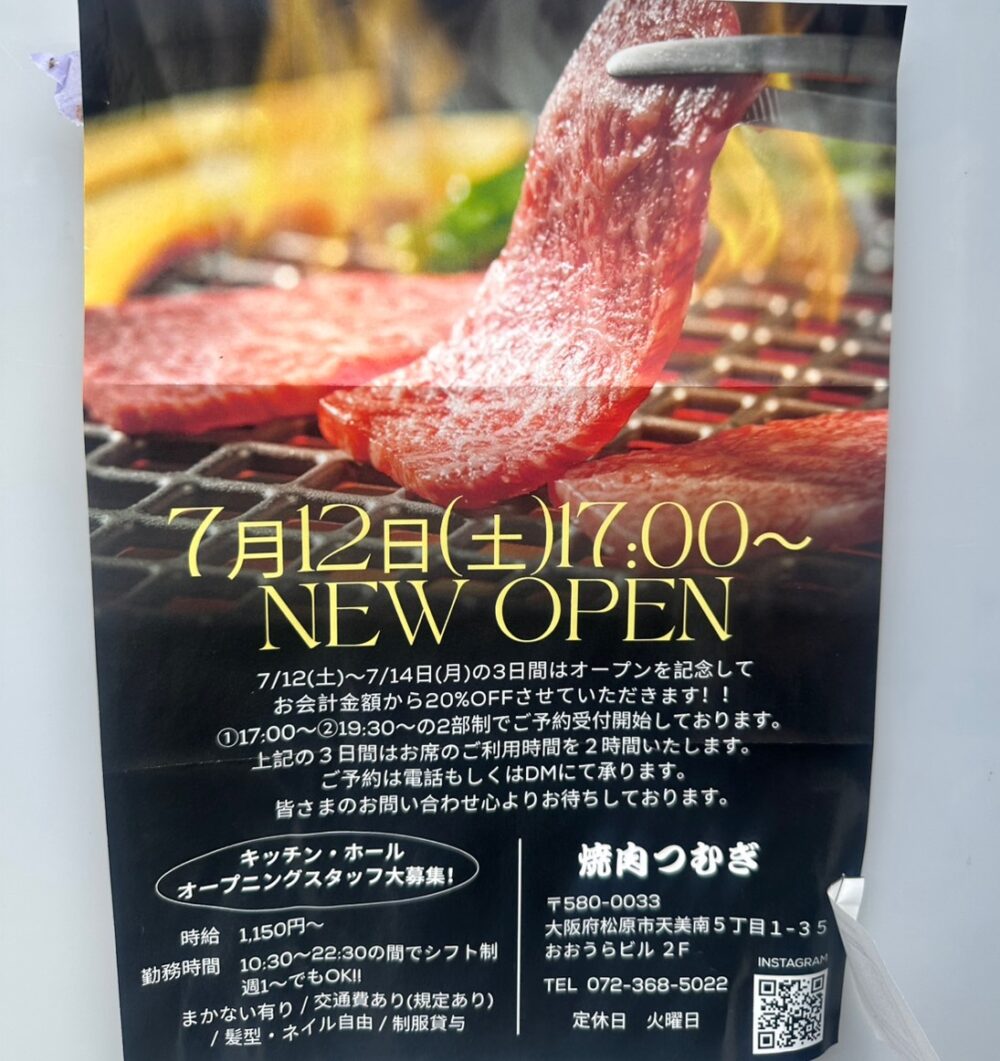 7月12日(土)17:00〜
NEW OPEN
7/12(土)〜7/14日(月)の3日間はオープンを記念して
お会計金額から20%OFFさせていただきます！！
①17:00〜②19:30〜の2部制でご予約受付開始しております。
上記の３日間はお席のご利用時間を２時間いたします。
ご予約は電話もしくはDMにて承ります。
皆さまのお問い合わせ心よりお待ちしております。
キッチン・ホール
オープニングスタッフ大募集!
時給 1,150円〜
勤務時間 10:30〜22:30の間でシフト制
週1〜でもOK!!
まかない有り / 交通費あり(規定あり)
/ 髪型・ネイル自由 / 制服貸与
焼肉つむぎ
〒580-0033
大阪府松原市天美南５丁目１-３５
おおうらビル ２F
INSTAGRAM
TEL 072-368-5022
定休日 火曜日